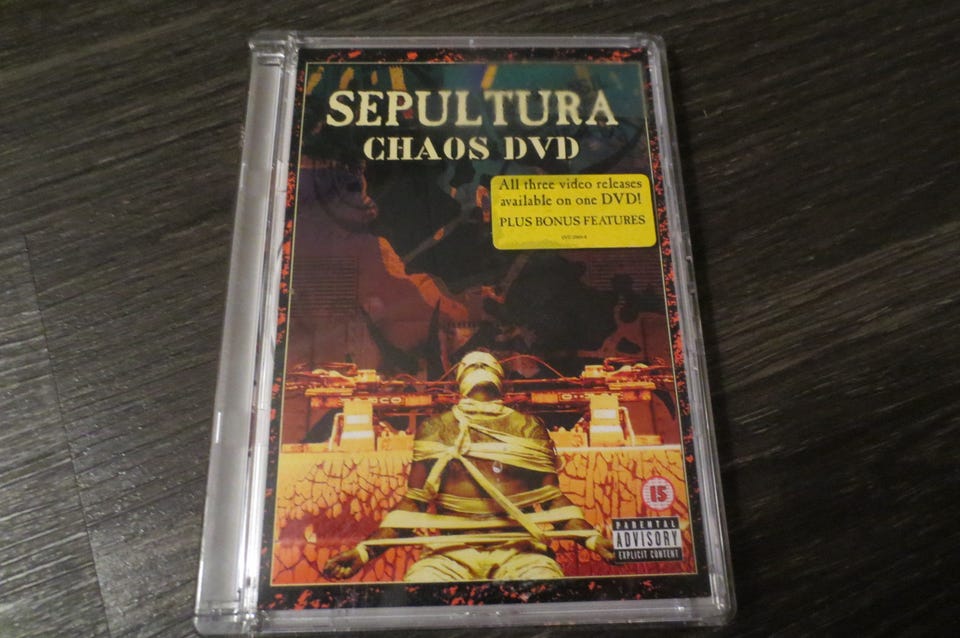 SEPULTURA
CHAOS DVD
All three video releases
available on one DVD!
PLUS BONUS FEATURES
15
PARENTAL
ADVISORY
EXPLICIT CONTENT